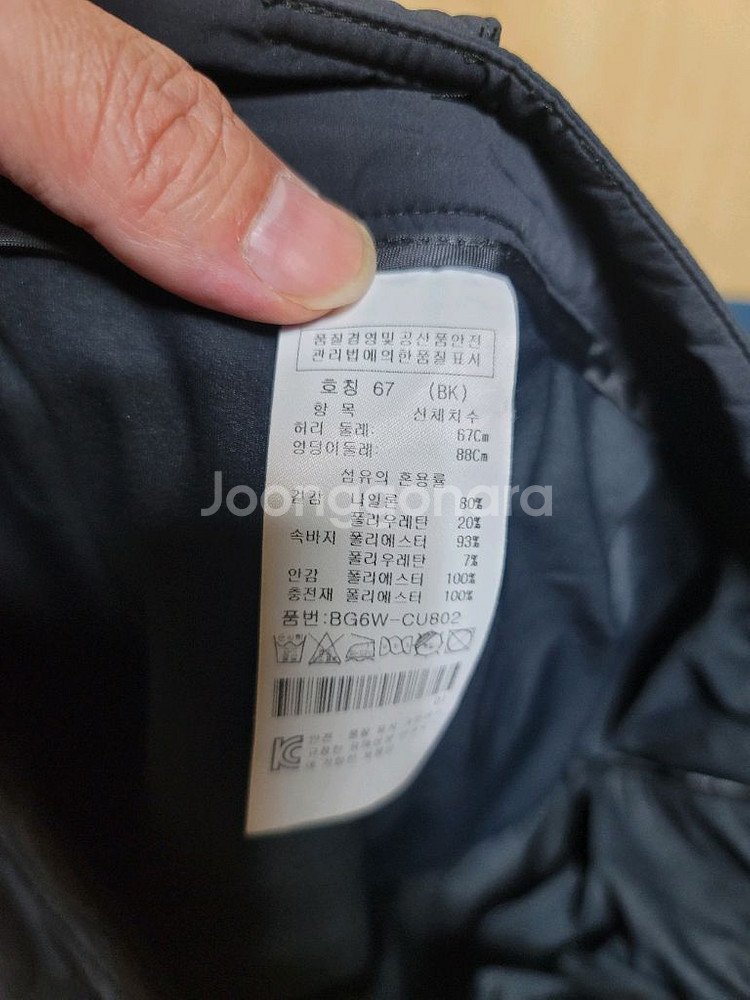 품질경영및공산품안전
관리법에의한품질표시
호칭 67 (BK)
항 목 신체치수
허리 둘레: 67Cm
엉덩이둘레: 88Cm
섬유의 혼용률
겉감 나일론 80%
폴리우레탄 20%
속바지 폴리에스터 93%
폴리우레탄 7%
안감 폴리에스터 100%
충전재 폴리에스터 100%
품번:BG6W-CU802
Joonggonara